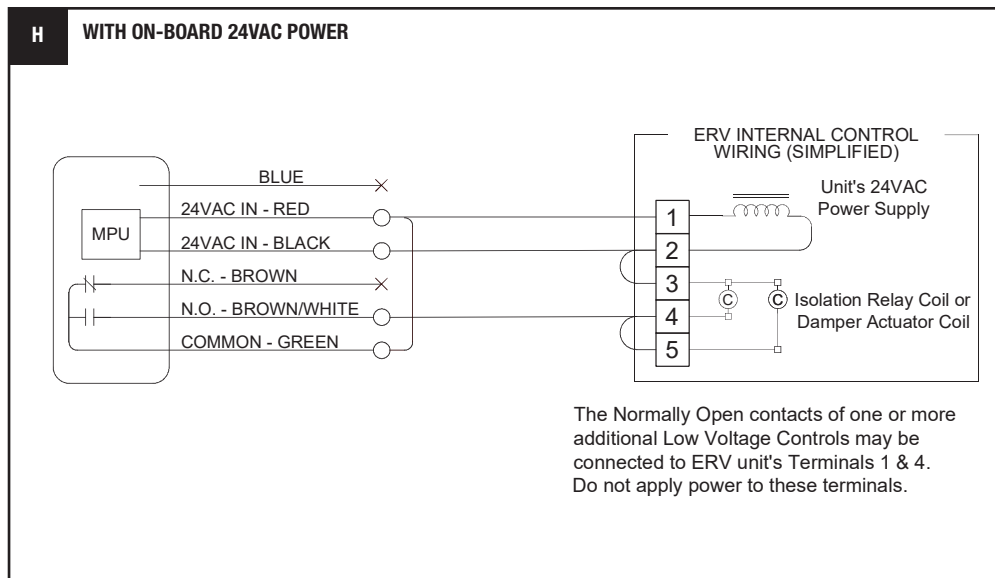 H
WITH ON-BOARD 24VAC POWER
ERV INTERNAL CONTROL
WIRING (SIMPLIFIED)
Unit's 24VAC
Power Supply
BLUE
24VAC IN - RED
MPU
24VAC IN - BLACK
N.C. - BROWN
N.O. - BROWN/WHITE
COMMON - GREEN
1
2
3
4
5
C
C
Isolation Relay Coil or
Damper Actuator Coil
The Normally Open contacts of one or more
additional Low Voltage Controls may be
connected to ERV unit's Terminals 1 & 4.
Do not apply power to these terminals.